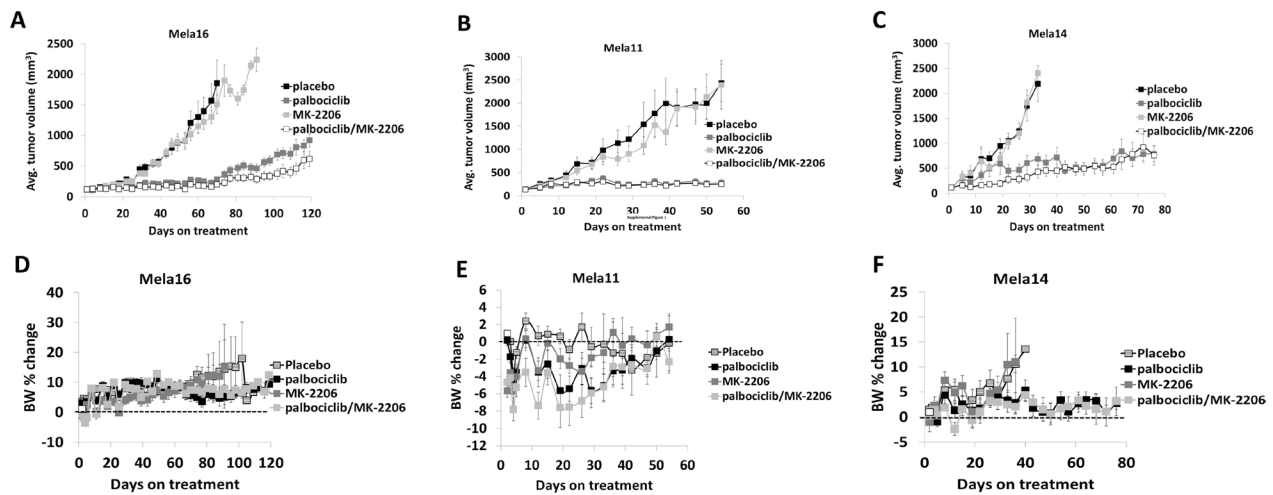 A
Mela16
Avg. tumor volume (mm³)
2500
2000
1500
1000
500
0
0 20 40 60 80 100 120
Days on treatment
placebo
palbociclib
MK-2206
palbociclib/MK-2206
B
Mela11
Avg. tumor volume (mm³)
3000
2500
2000
1500
1000
500
0
0 10 20 30 40 50 60
Supplemental Figure 1
Days on treatment
placebo
palbociclib
MK-2206
palbociclib/MK-2206
C
Mela14
Avg. tumor volume (mm³)
3000
2500
2000
1500
1000
500
0
0 10 20 30 40 50 60 70 80
Days on treatment
placebo
palbociclib
MK-2206
palbociclib/MK-2206
D
Mela16
BW % change
40
30
20
10
0
-10
0 20 40 60 80 100 120
Days on treatment
Placebo
palbociclib
MK-2206
palbociclib/MK-2206
E
Mela11
BW % change
6
4
2
0
-2
-4
-6
-8
-10
-12
0 10 20 30 40 50 60
Days on treatment
Placebo
palbociclib
MK-2206
palbociclib/MK-2206
F
Mela14
BW % change
25
20
15
10
5
0
-5
0 20 40 60 80
Days on treatment
Placebo
palbociclib
MK-2206
palbociclib/MK-2206